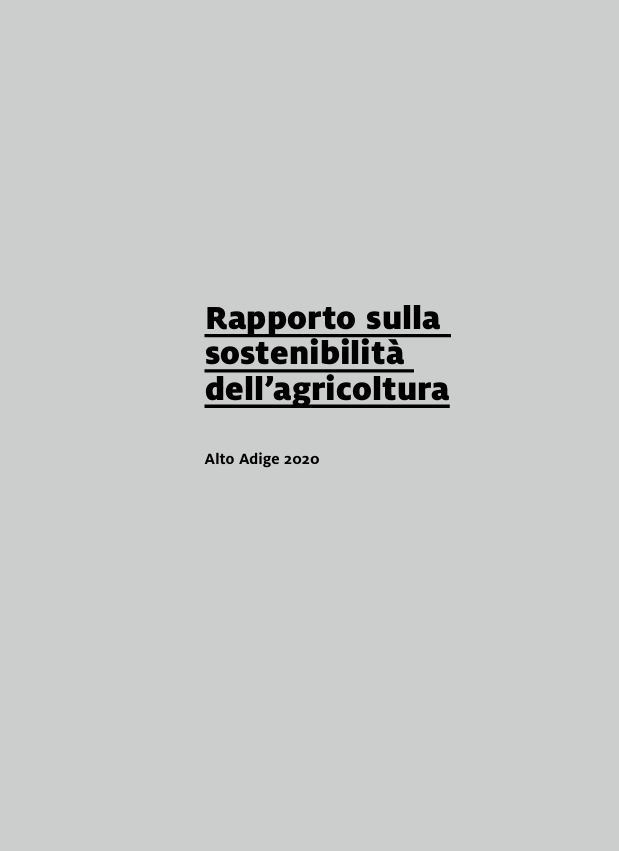 Rapporto sulla
sostenibilità
dell’agricoltura
Alto Adige 2020